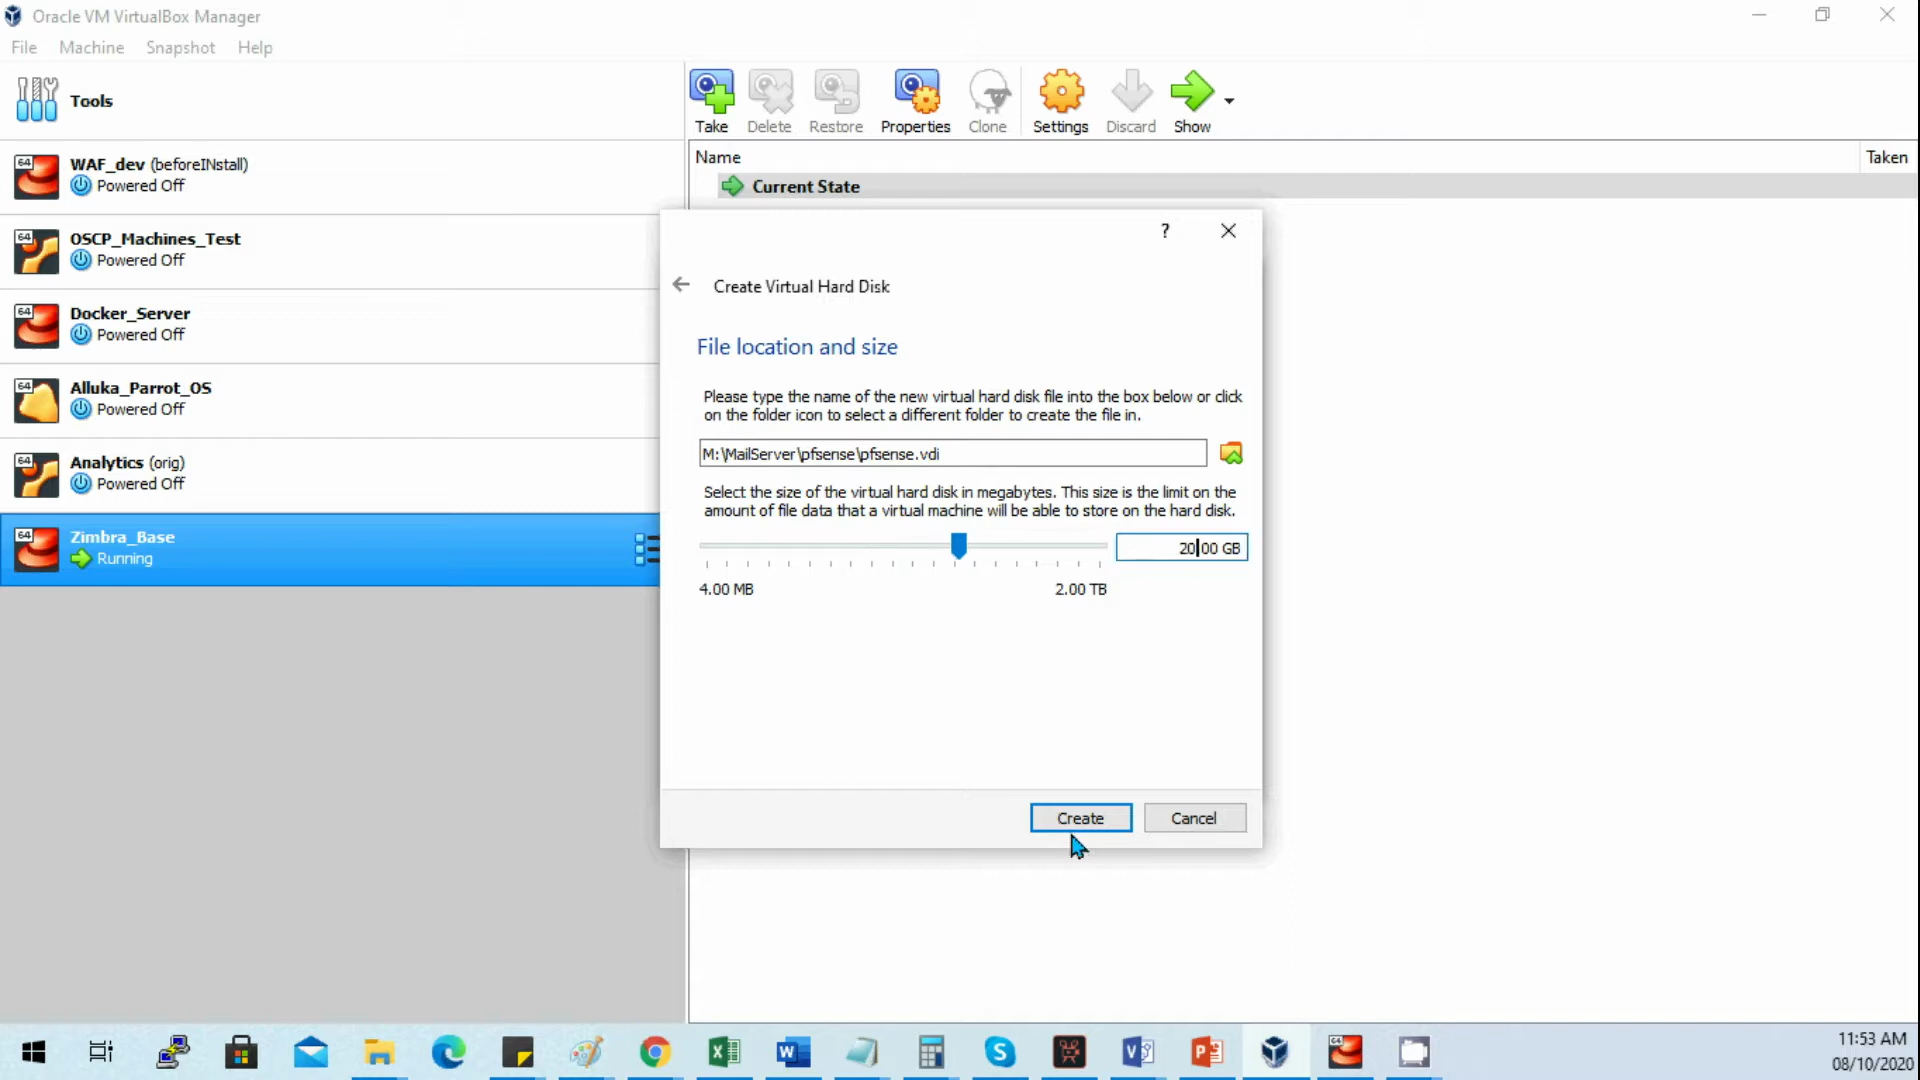 Oracle VM VirtualBox Manager
File Machine Snapshot Help
Tools
Take Delete Restore Properties Clone Settings Discard Show
Name Taken
Current State
64 WAF_dev (beforeINstall)
Powered Off
64 OSCP_Machines_Test
Powered Off
64 Docker_Server
Powered Off
64 Alluka_Parrot_OS
Powered Off
64 Analytics (orig)
Powered Off
64 Zimbra_Base
Running
?
Create Virtual Hard Disk
File location and size
Please type the name of the new virtual hard disk file into the box below or click
on the folder icon to select a different folder to create the file in.
M:\MailServer\pfsense\pfsense.vdi
Select the size of the virtual hard disk in megabytes. This size is the limit on the
amount of file data that a virtual machine will be able to store on the hard disk.
20.00 GB
4.00 MB 2.00 TB
Create Cancel
11:53 AM
08/10/2020